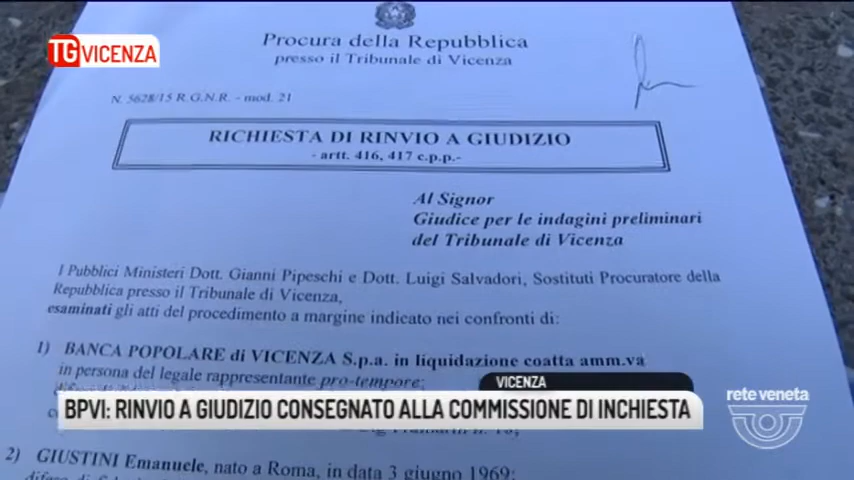 TG VICENZA
Procura della Repubblica
presso il Tribunale di Vicenza
N. 5628/15 R.G.N.R. - mod. 21
RICHIESTA DI RINVIO A GIUDIZIO
- artt. 416, 417 c.p.p.-
Al Signor
Giudice per le indagini preliminari
del Tribunale di Vicenza
I Pubblici Ministeri Dott. Gianni Pipeschi e Dott. Luigi Salvadori, Sostituti Procuratore della
Repubblica presso il Tribunale di Vicenza,
esaminati gli atti del procedimento a margine indicato nei confronti di:
1) BANCA POPOLARE di VICENZA S.p.a. in liquidazione coatta amm.va
in persona del legale rappresentante pro-tempore;
VICENZA
BPVI: RINVIO A GIUDIZIO CONSEGNATO ALLA COMMISSIONE DI INCHIESTA
rete veneta
2) GIUSTINI Emanuele, nato a Roma, in data 3 giugno 1969;